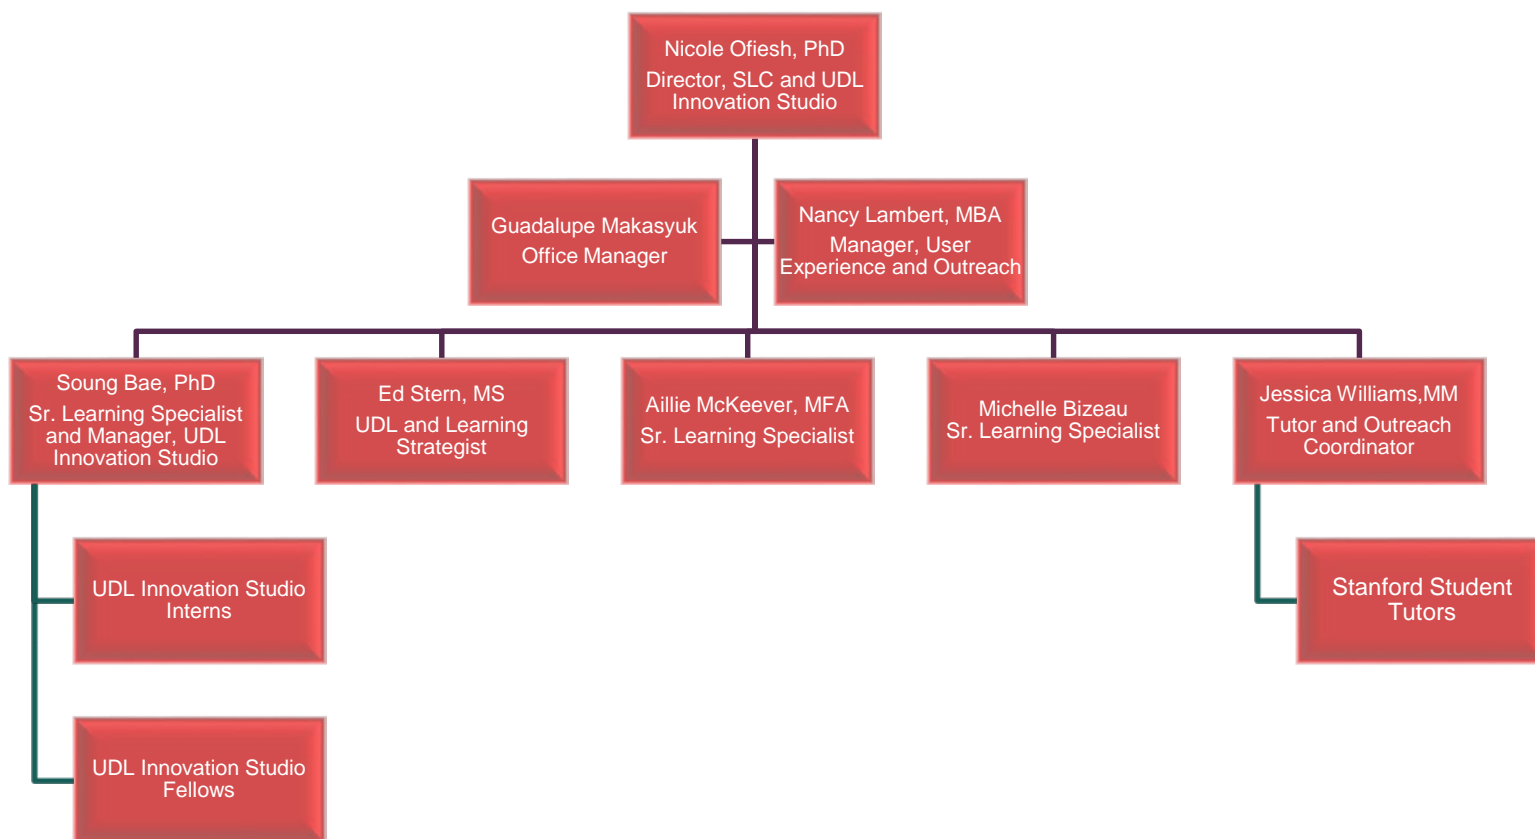 Nicole Ofiesh, PhD
Director, SLC and UDL
Innovation Studio
Guadalupe Makasyuk
Office Manager
Nancy Lambert, MBA
Manager, User
Experience and Outreach
Soung Bae, PhD
Sr. Learning Specialist
and Manager, UDL
Innovation Studio
Ed Stern, MS
UDL and Learning
Strategist
Aillie McKeever, MFA
Sr. Learning Specialist
Michelle Bizeau
Sr. Learning Specialist
Jessica Williams,MM
Tutor and Outreach
Coordinator
UDL Innovation Studio
Interns
Stanford Student
Tutors
UDL Innovation Studio
Fellows